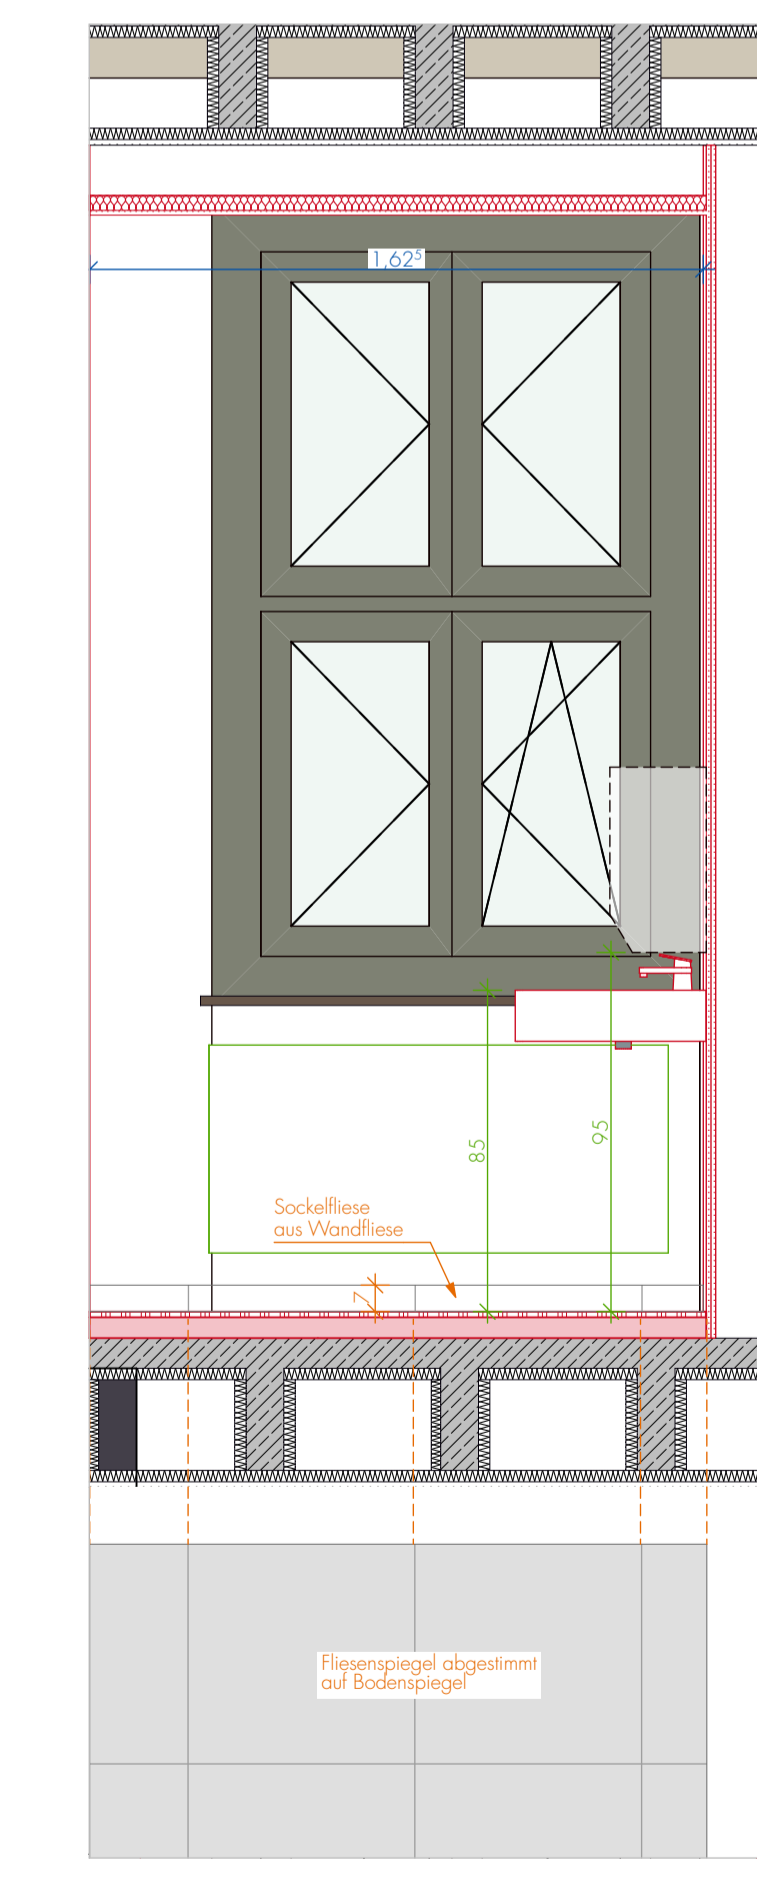 1,62⁵
85
95
Sockelfliese
aus Wandfliese
7
Fliesenspiegel abgestimmt
auf Bodenspiegel